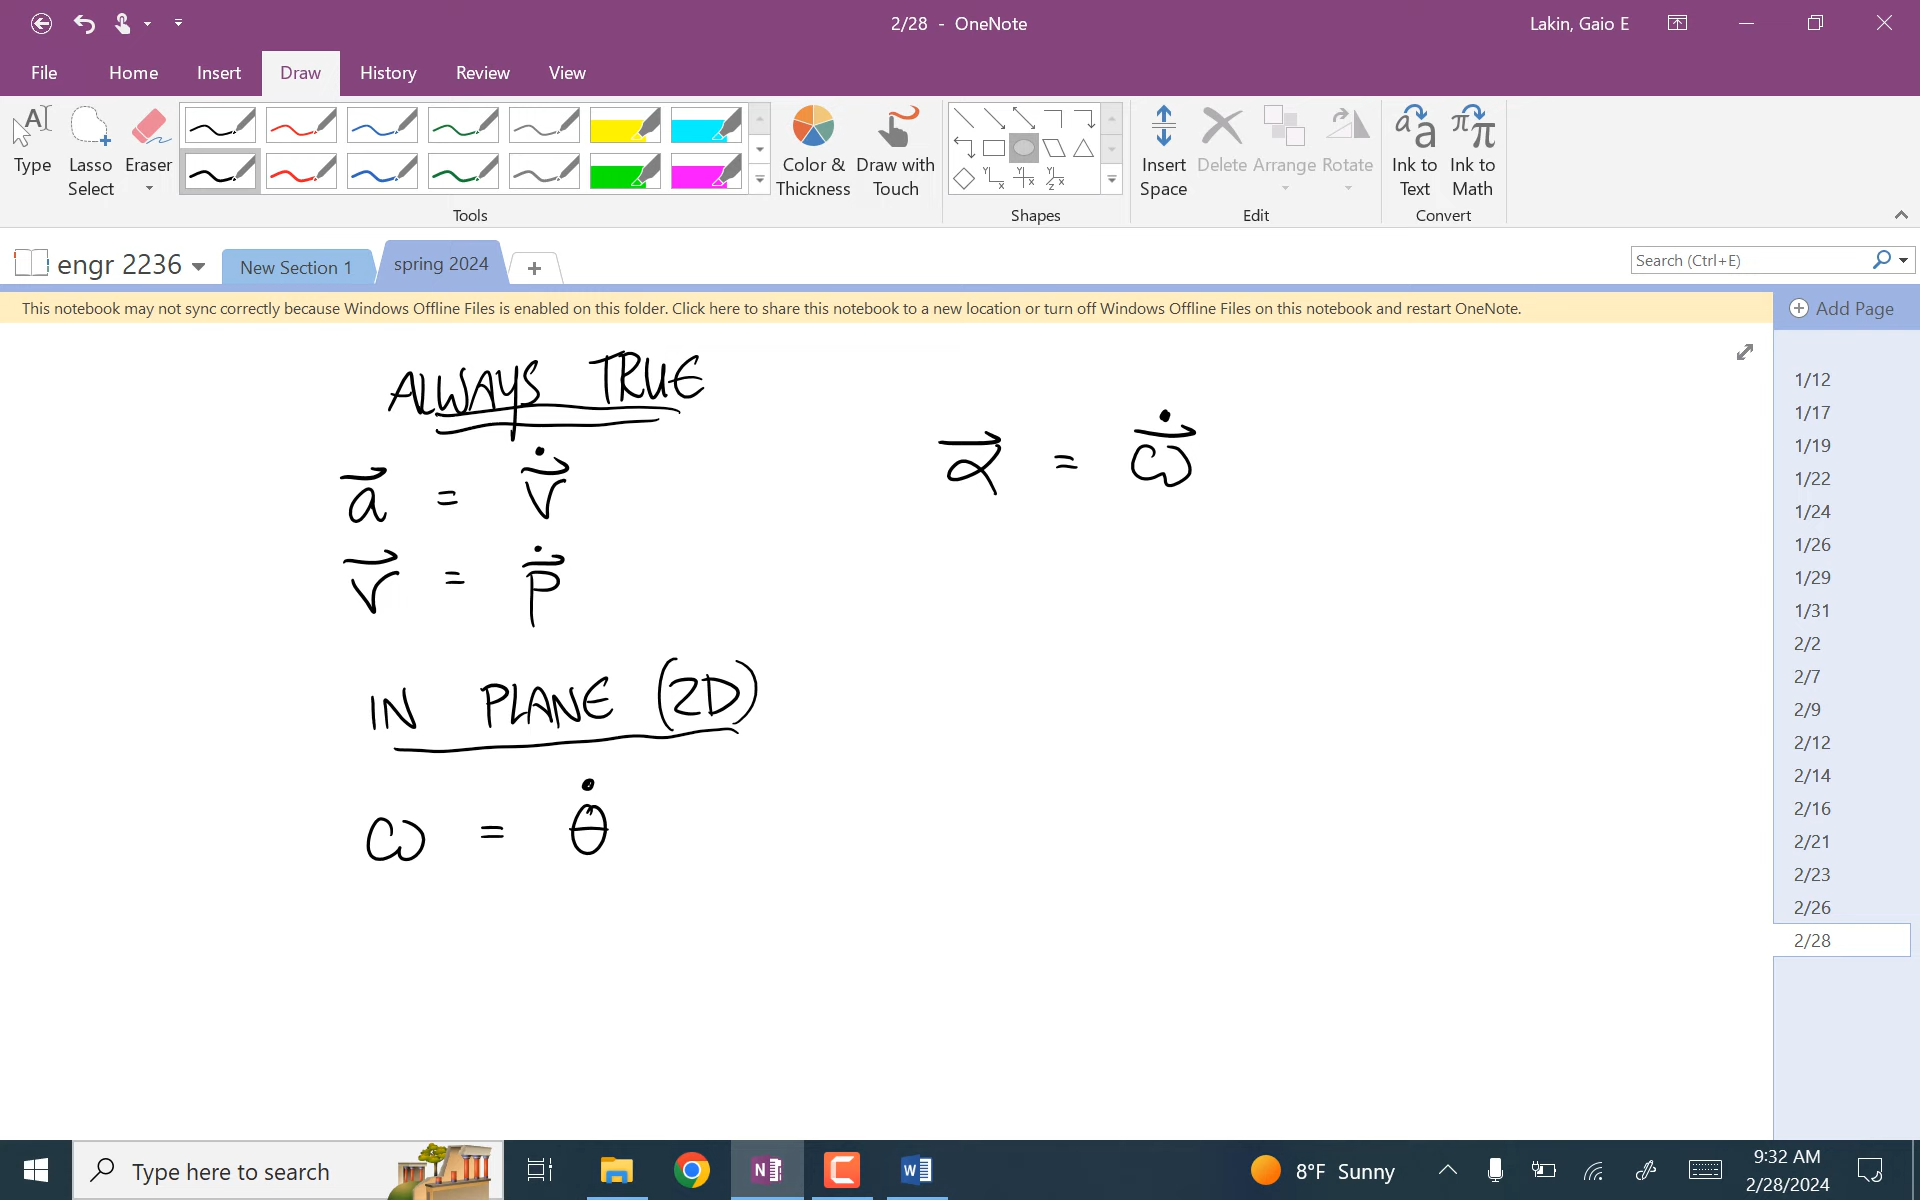 2/28 - OneNote
Lakin, Gaio E
File Home Insert Draw History Review View
Type
Lasso Select
Eraser
Color & Thickness
Draw with Touch
Insert Space
Delete
Arrange
Rotate
Ink to Text
Ink to Math
Tools
Shapes
Edit
Convert
engr 2236
New Section 1
spring 2024
Search (Ctrl+E)
This notebook may not sync correctly because Windows Offline Files is enabled on this folder. Click here to share this notebook to a new location or turn off Windows Offline Files on this notebook and restart OneNote.
Add Page
ALWAYS TRUE
a⃗ = v⃗̇
v⃗ = p⃗̇
α⃗ = ω⃗̇
IN PLANE (2D)
ω = θ̇
1/12
1/17
1/19
1/22
1/24
1/26
1/29
1/31
2/2
2/7
2/9
2/12
2/14
2/16
2/21
2/23
2/26
2/28
Type here to search
8°F Sunny
9:32 AM
2/28/2024